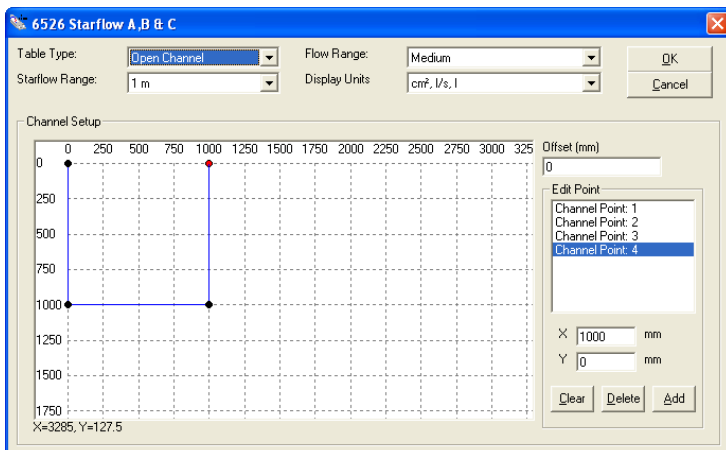 6526 Starflow A,B & C
Table Type: Open Channel Flow Range: Medium OK
Starflow Range: 1 m Display Units cm², l/s, l Cancel
Channel Setup
0 250 500 750 1000 1250 1500 1750 2000 2250 2500 2750 3000 325
Offset (mm)
0
0
250
500
750
1000
1250
1500
1750
Edit Point
Channel Point: 1
Channel Point: 2
Channel Point: 3
Channel Point: 4
X 1000 mm
Y 0 mm
Clear Delete Add
X=3285, Y=127.5